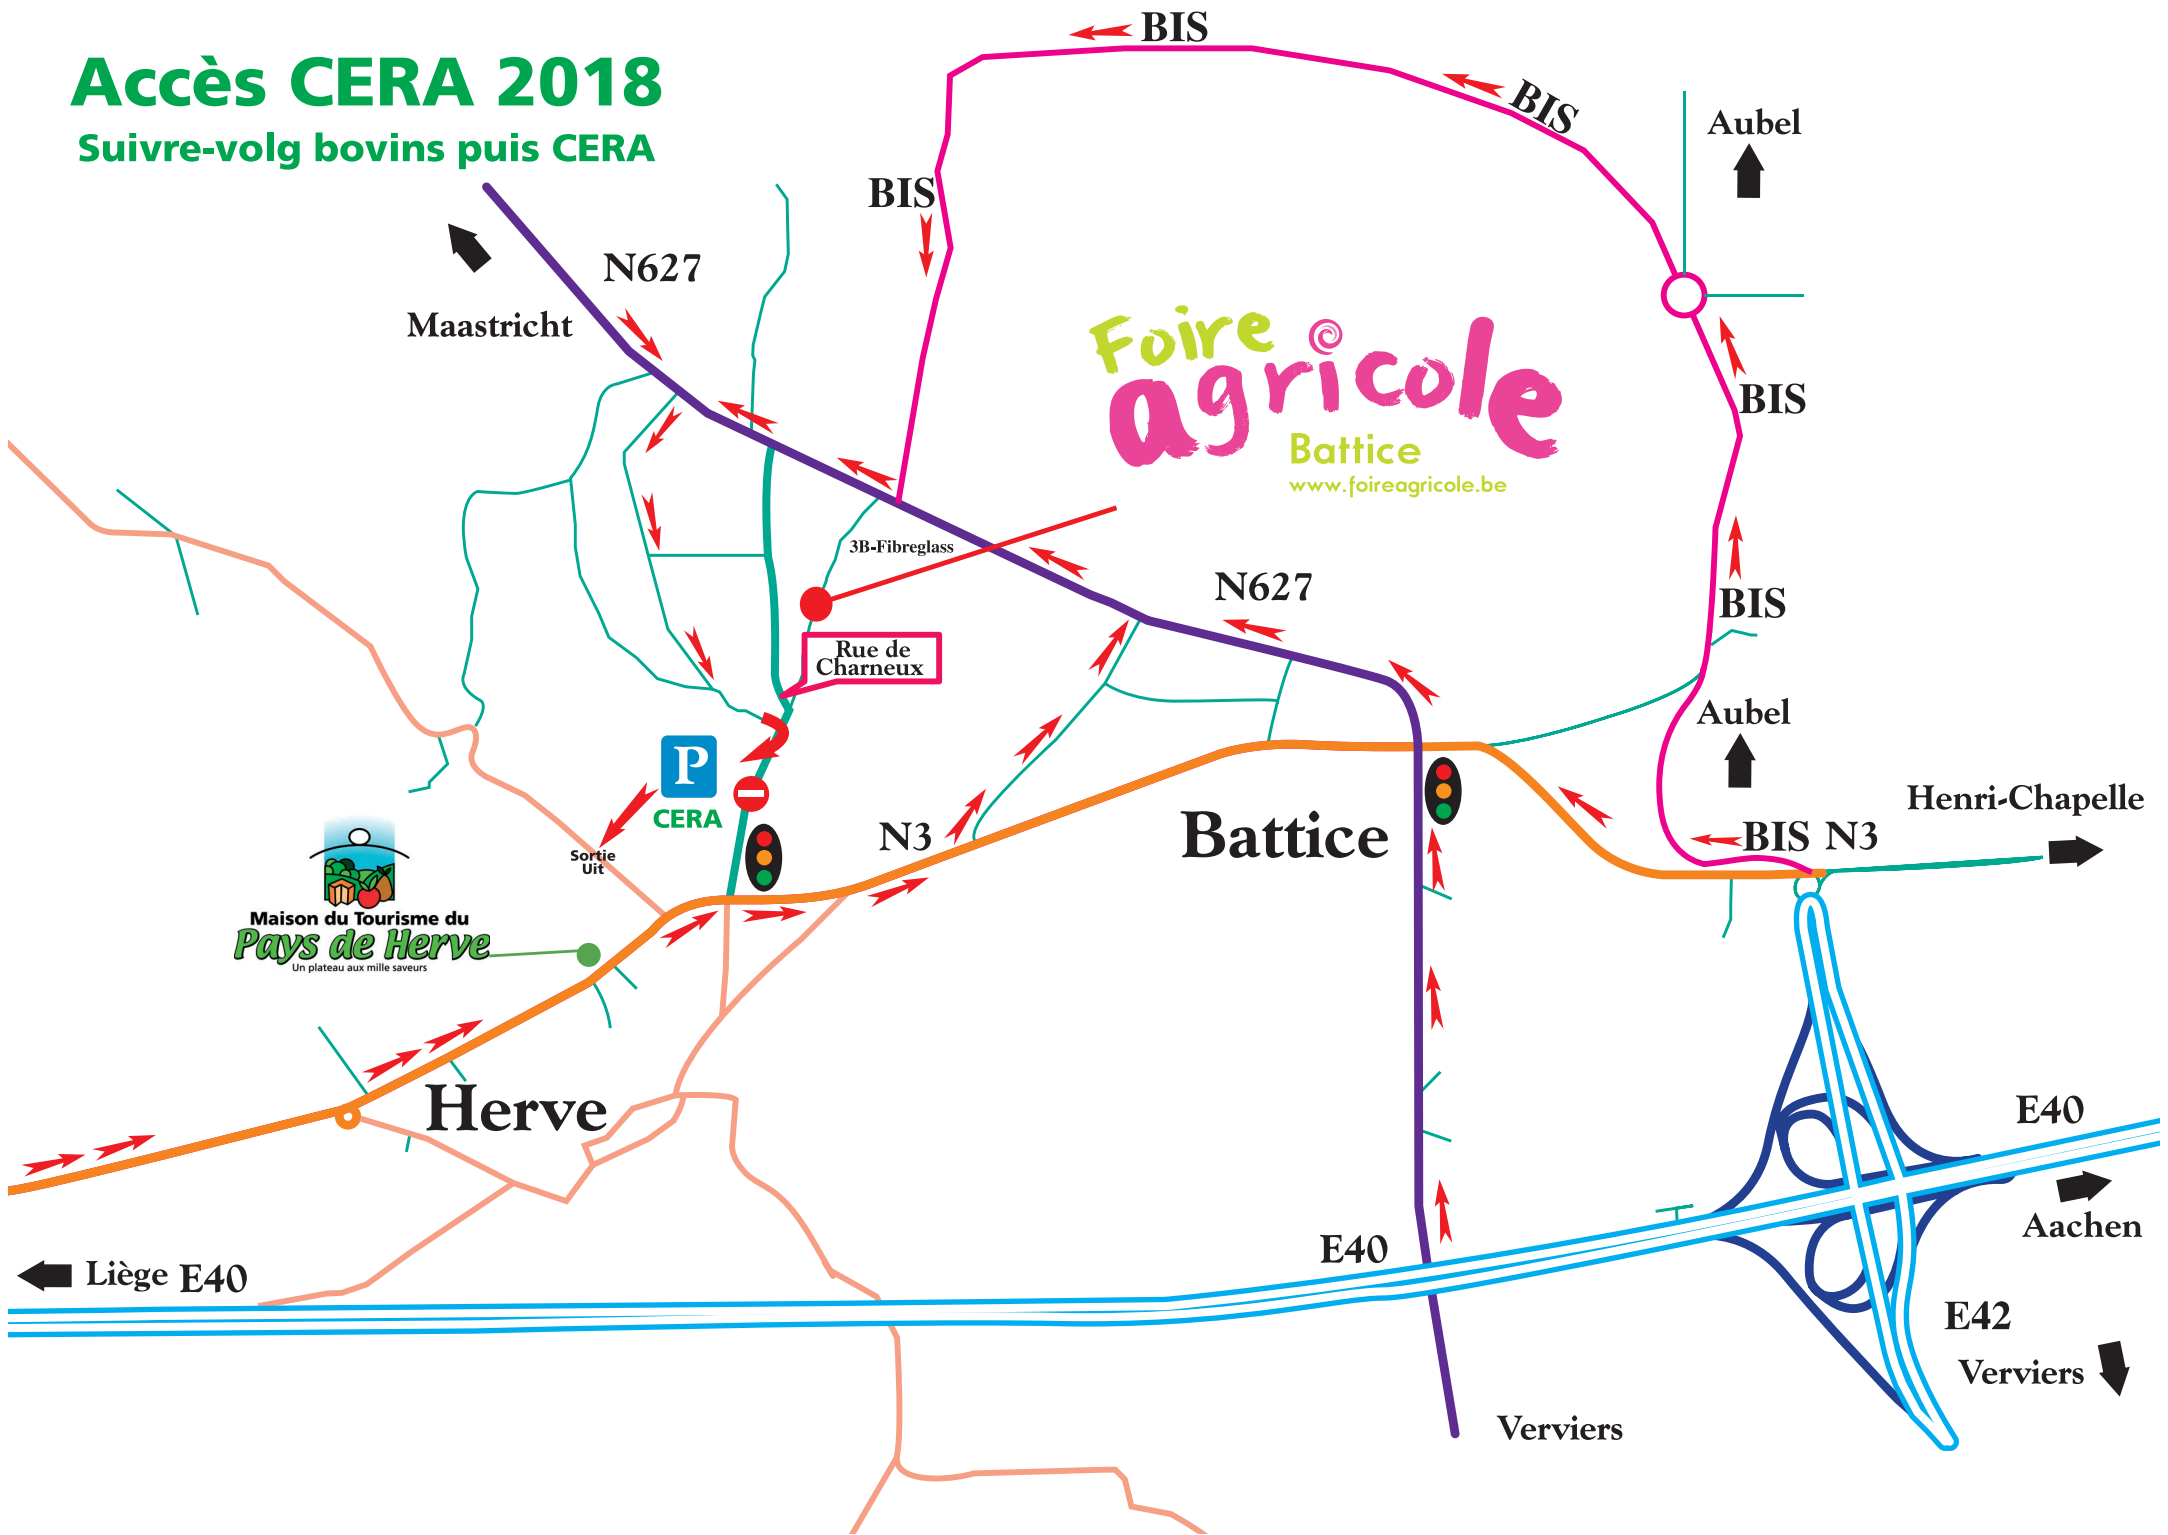 Accès CERA 2018
Suivre-volg bovins puis CERA
BIS
BIS
Aubel
BIS
N627
Maastricht
Foire
agricole
Battice
www.foireagricole.be
BIS
3B-Fibreglass
N627
BIS
Rue de
Charneux
Aubel
P
CERA
Henri-Chapelle
Battice
N3
BIS N3
Sortie
Uit
Maison du Tourisme du
Pays de Herve
Un plateau aux mille saveurs
Herve
E40
Aachen
E40
Liège E40
E42
Verviers
Verviers